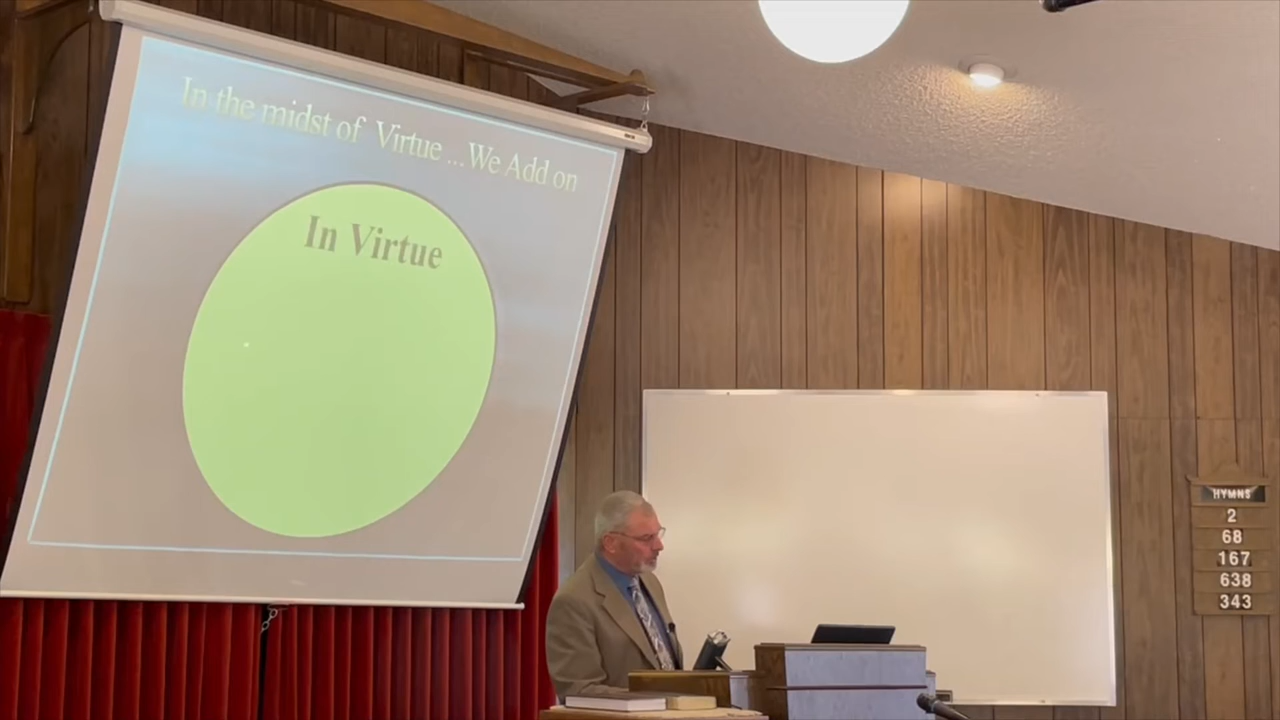 In the midst of Virtue ... We Add on
In Virtue
HYMNS
2
68
167
638
343